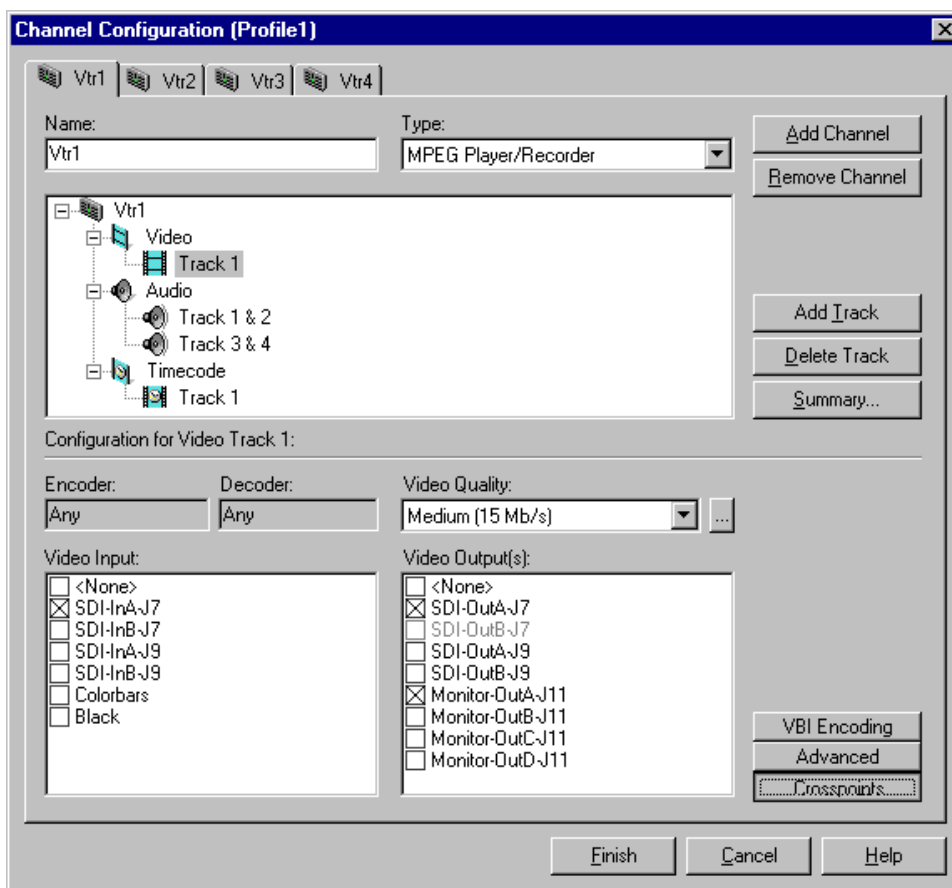 Channel Configuration (Profile1)
Vtr1 Vtr2 Vtr3 Vtr4
Name: Type:
Vtr1 MPEG Player/Recorder
Add Channel
Remove Channel
Vtr1
Video
Track 1
Audio
Track 1 & 2
Track 3 & 4
Timecode
Track 1
Add Track
Delete Track
Summary...
Configuration for Video Track 1:
Encoder: Decoder: Video Quality:
Any Any Medium (15 Mb/s) ...
Video Input:
<None>
SDI-InA-J7
SDI-InB-J7
SDI-InA-J9
SDI-InB-J9
Colorbars
Black
Video Output(s):
<None>
SDI-OutA-J7
SDI-OutB-J7
SDI-OutA-J9
SDI-OutB-J9
Monitor-OutA-J11
Monitor-OutB-J11
Monitor-OutC-J11
Monitor-OutD-J11
VBI Encoding
Advanced
Crosspoints
Finish Cancel Help